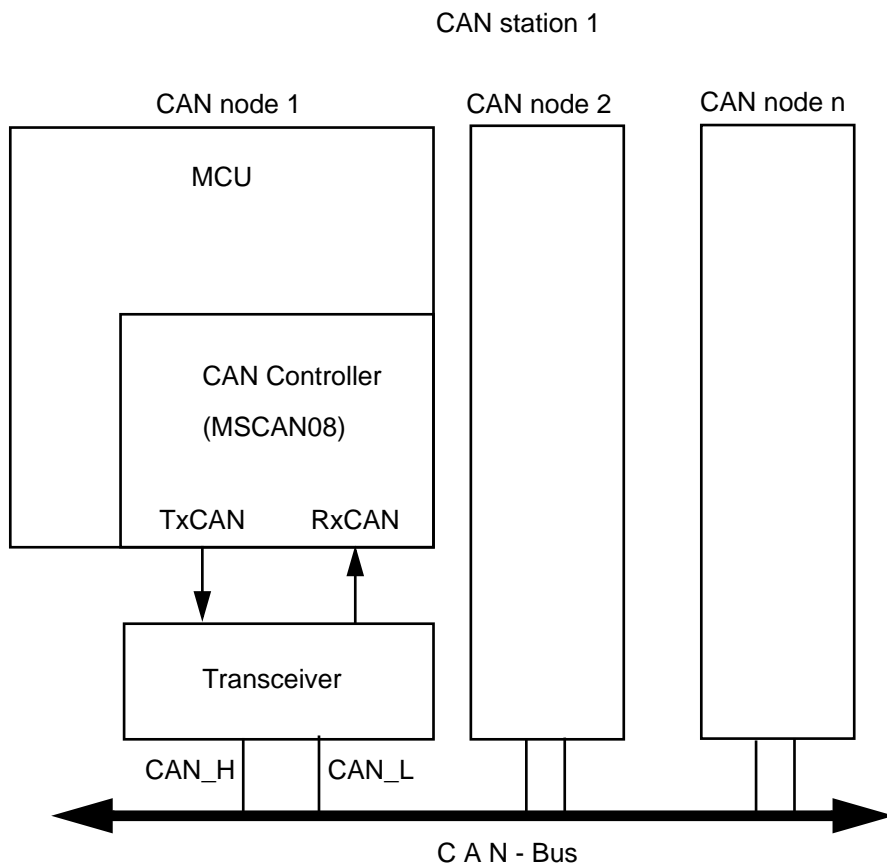 CAN station 1
CAN node 1
CAN node 2
CAN node n
MCU
CAN Controller
(MSCAN08)
TxCAN
RxCAN
Transceiver
CAN_H
CAN_L
C A N - Bus